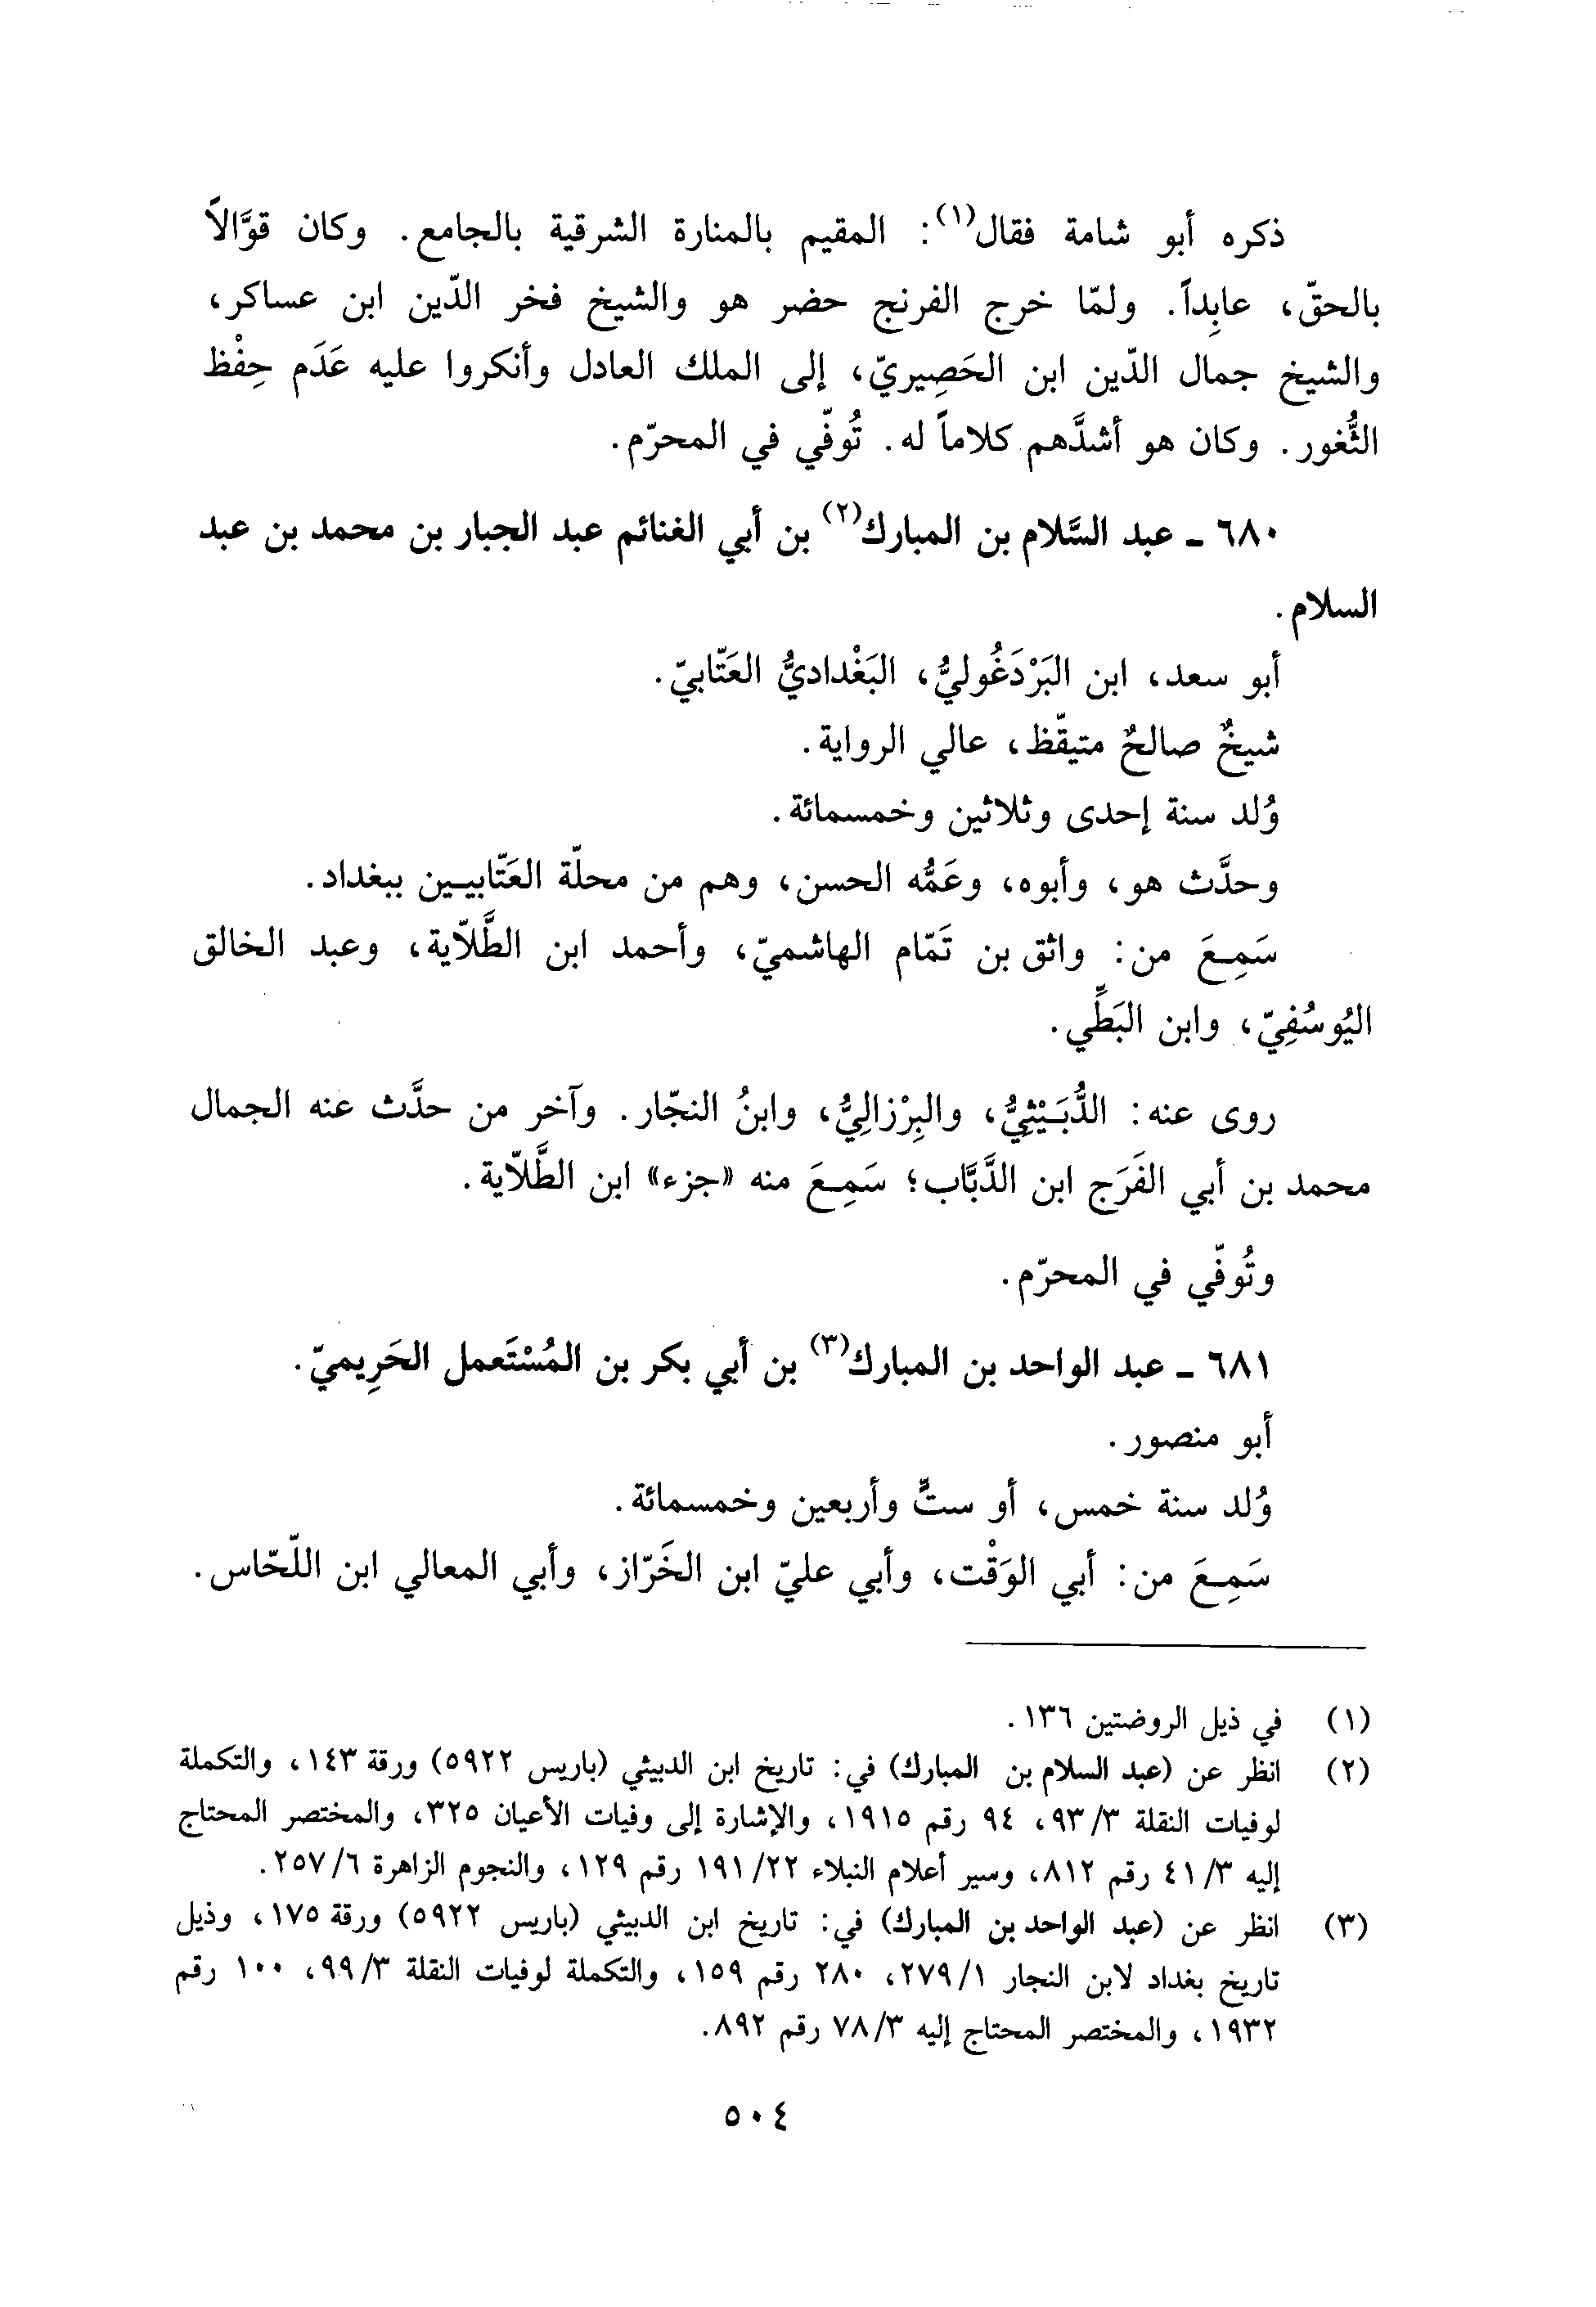 ذكره أبو شامة فقال(١): المقيم بالمنارة الشرقية بالجامع. وكان قوَّالاً
بالحقّ، عابِداً. ولمّا خرج الفرنج حضر هو والشيخ فخر الدّين ابن عساكر،
والشيخ جمال الدّين ابن الحَصِيريّ، إلى الملك العادل وأنكروا عليه عَدَم حِفْظ
الثُّغور. وكان هو أشدَّهم كلاماً له. تُوفّي في المحرّم.
٦٨٠ ـ عبد السَّلام بن المبارك(٢) بن أبي الغنائم عبد الجبار بن محمد بن عبد
السلام.
أبو سعد، ابن البَرْدَغُوليُّ، البَغْداديُّ العَتّابيّ.
شيخٌ صالحٌ متيقّظ، عالي الرواية.
وُلد سنة إحدى وثلاثين وخمسمائة.
وحدَّث هو، وأبوه، وعَمُّه الحسن، وهم من محلّة العَتّابيـين ببغداد.
سَمِـعَ من: واثق بن تَمّام الهاشميّ، وأحمد ابن الطَّلّاية، وعبد الخالق
اليُوسُفِيّ، وابن البَطِّي.
روى عنه: الدُّبَـيْثِيُّ، والبِرْزالِيُّ، وابنُ النجّار. وآخر من حدَّث عنه الجمال
محمد بن أبي الفَرَج ابن الدَّبَّاب؛ سَمِـعَ منه «جزء» ابن الطَّلّاية.
وتُوفّي في المحرّم.
٦٨١ ـ عبد الواحد بن المبارك(٣) بن أبي بكر بن المُسْتَعمل الحَرِيميّ.
أبو منصور.
وُلد سنة خمس، أو ستٍّ وأربعين وخمسمائة.
سَمِـعَ من: أبي الوَقْت، وأبي عليّ ابن الخَرّاز، وأبي المعالي ابن اللّحّاس.
(١) في ذيل الروضتين ١٣٦.
(٢) انظر عن (عبد السلام بن المبارك) في: تاريخ ابن الدبيثي (باريس ٥٩٢٢) ورقة ١٤٣، والتكملة
لوفيات النقلة ٩٣/٣، ٩٤ رقم ١٩١٥، والإشارة إلى وفيات الأعيان ٣٢٥، والمختصر المحتاج
إليه ٤١/٣ رقم ٨١٢، وسير أعلام النبلاء ١٩١/٢٢ رقم ١٢٩، والنجوم الزاهرة ٢٥٧/٦.
(٣) انظر عن (عبد الواحد بن المبارك) في: تاريخ ابن الدبيثي (باريس ٥٩٢٢) ورقة ١٧٥، وذيل
تاريخ بغداد لابن النجار ٢٧٩/١، ٢٨٠ رقم ١٥٩، والتكملة لوفيات النقلة ٩٩/٣، ١٠٠ رقم
١٩٣٢، والمختصر المحتاج إليه ٧٨/٣ رقم ٨٩٢.
٥٠٤